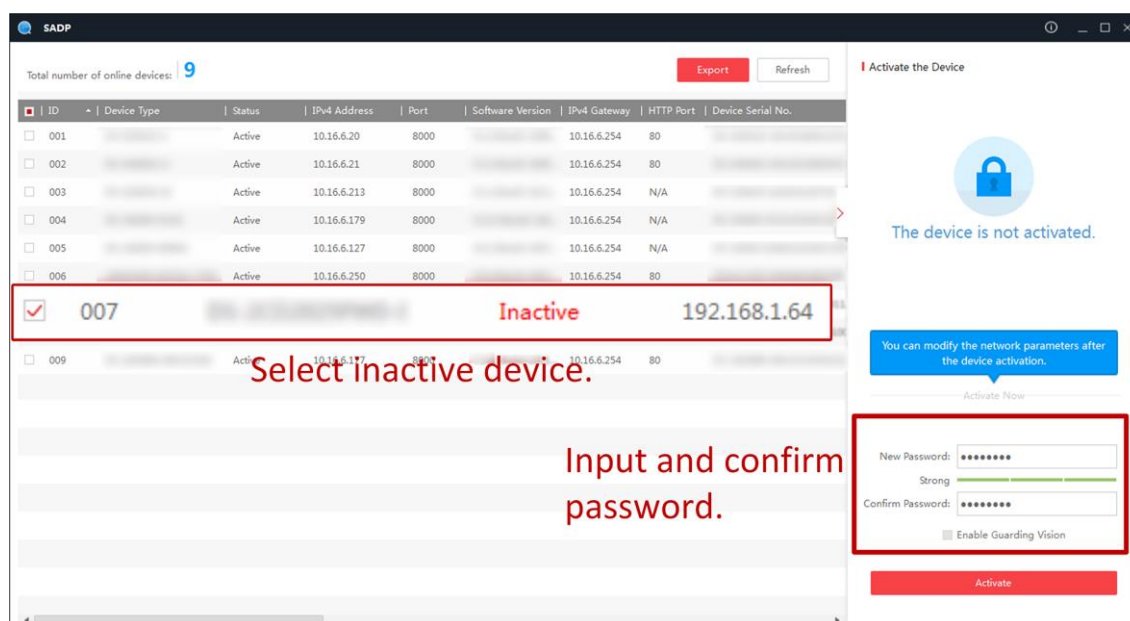 SADP
Total number of online devices: 9
Export Refresh
ID Device Type Status IPv4 Address Port Software Version IPv4 Gateway HTTP Port Device Serial No.
001 Active 10.16.6.20 8000 10.16.6.254 80
002 Active 10.16.6.21 8000 10.16.6.254 80
003 Active 10.16.6.213 8000 10.16.6.254 N/A
004 Active 10.16.6.179 8000 10.16.6.254 N/A
005 Active 10.16.6.127 8000 10.16.6.254 N/A
006 Active 10.16.6.250 8000 10.16.6.254 80
007 Inactive 192.168.1.64
009 Active 8000 10.16.6.254 80
Select inactive device.
Input and confirm
password.
Activate the Device
The device is not activated.
You can modify the network parameters after
the device activation.
Activate Now
New Password: ●●●●●●●●
Strong
Confirm Password: ●●●●●●●●
Enable Guarding Vision
Activate